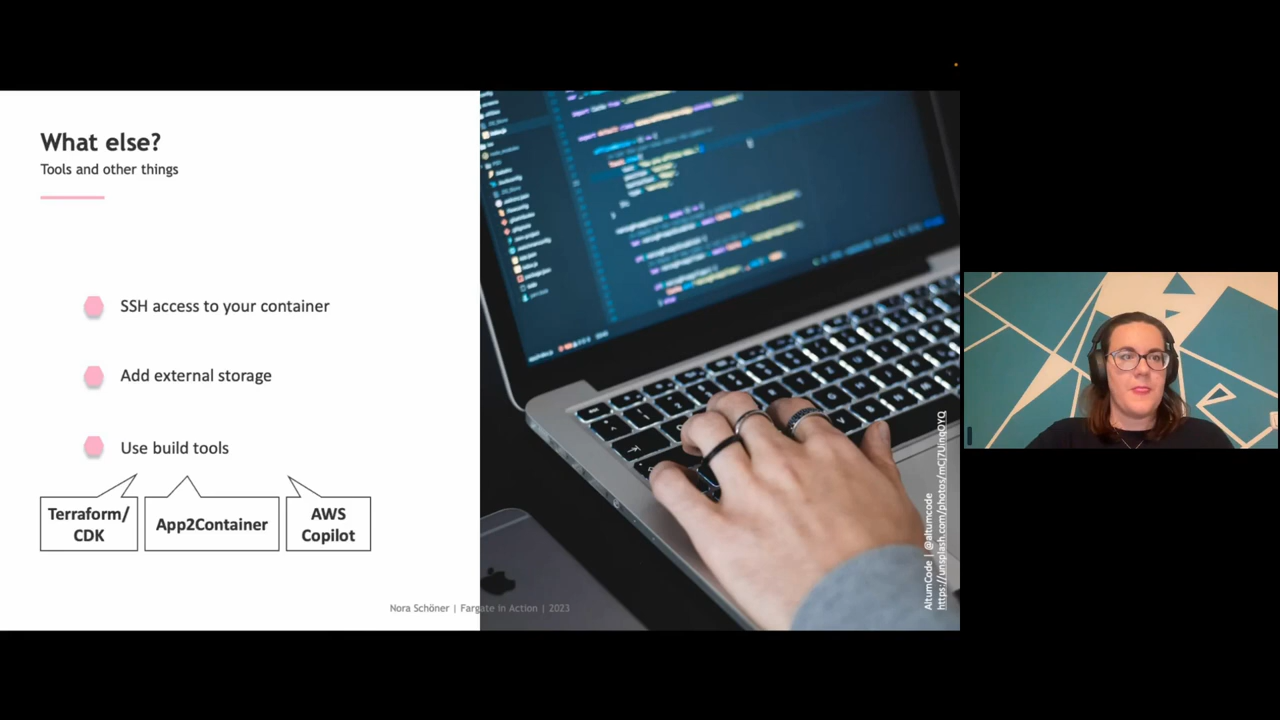 What else?
Tools and other things
SSH access to your container
Add external storage
Use build tools
Terraform/
CDK
App2Container
AWS
Copilot
Nora Schöner | Fargate in Action | 2023
AltumCode | @altumcode
https://unsplash.com/photos/mCj7UinqOYQ